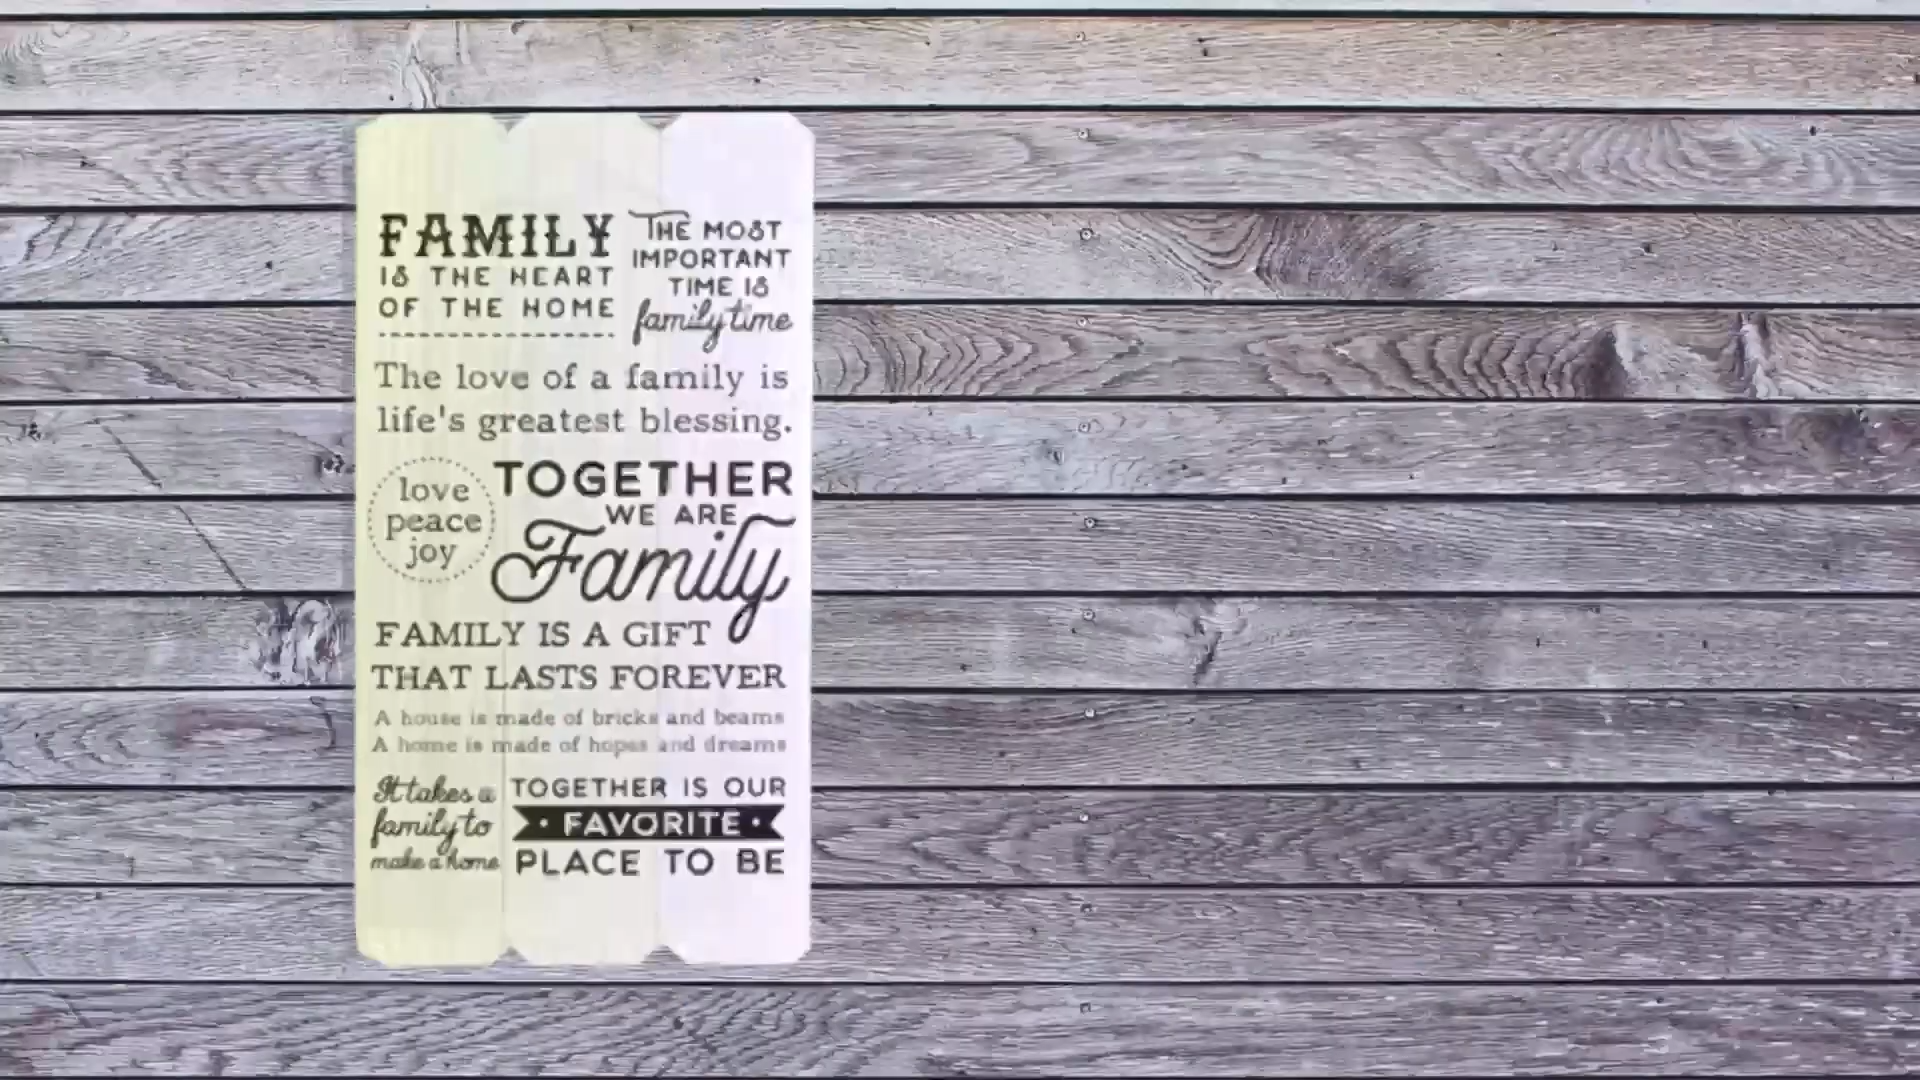 FAMILY
IS THE HEART
OF THE HOME
THE MOST
IMPORTANT
TIME IS
family time
The love of a family is
life's greatest blessing.
love
peace
joy
TOGETHER
WE ARE
Family
FAMILY IS A GIFT
THAT LASTS FOREVER
A house is made of bricks and beams
A home is made of hopes and dreams
It takes a
family to
make a home
TOGETHER IS OUR
• FAVORITE •
PLACE TO BE